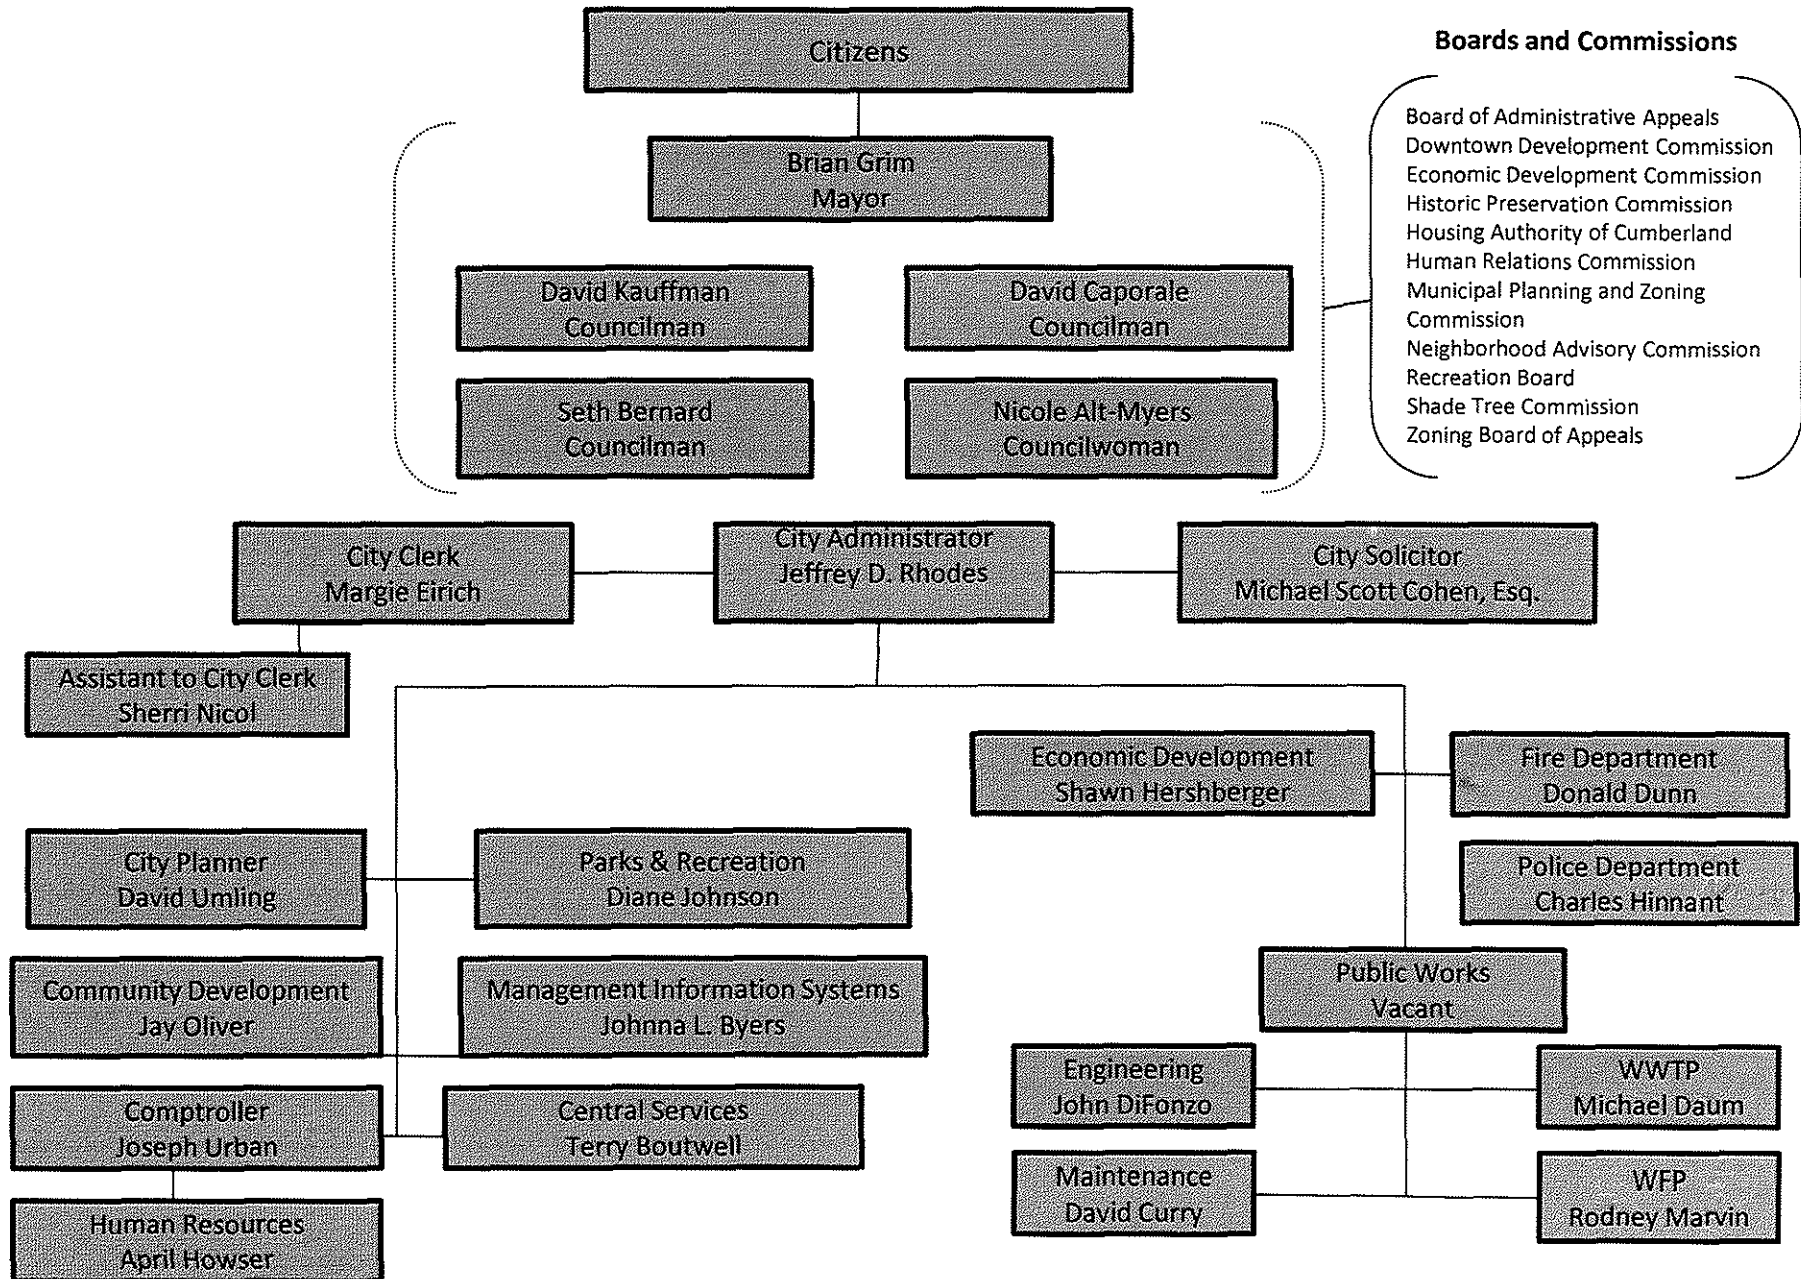 Citizens
Boards and Commissions
Board of Administrative Appeals
Downtown Development Commission
Economic Development Commission
Historic Preservation Commission
Housing Authority of Cumberland
Human Relations Commission
Municipal Planning and Zoning
Commission
Neighborhood Advisory Commission
Recreation Board
Shade Tree Commission
Zoning Board of Appeals
Brian Grim
Mayor
David Kauffman
Councilman
David Caporale
Councilman
Seth Bernard
Councilman
Nicole Alt-Myers
Councilwoman
City Clerk
Margie Eirich
City Administrator
Jeffrey D. Rhodes
City Solicitor
Michael Scott Cohen, Esq.
Assistant to City Clerk
Sherri Nicol
Economic Development
Shawn Hershberger
Fire Department
Donald Dunn
City Planner
David Umling
Parks & Recreation
Diane Johnson
Police Department
Charles Hinnant
Community Development
Jay Oliver
Management Information Systems
Johnna L. Byers
Public Works
Vacant
Engineering
John DiFonzo
WWTP
Michael Daum
Comptroller
Joseph Urban
Central Services
Terry Boutwell
Maintenance
David Curry
WFP
Rodney Marvin
Human Resources
April Howser